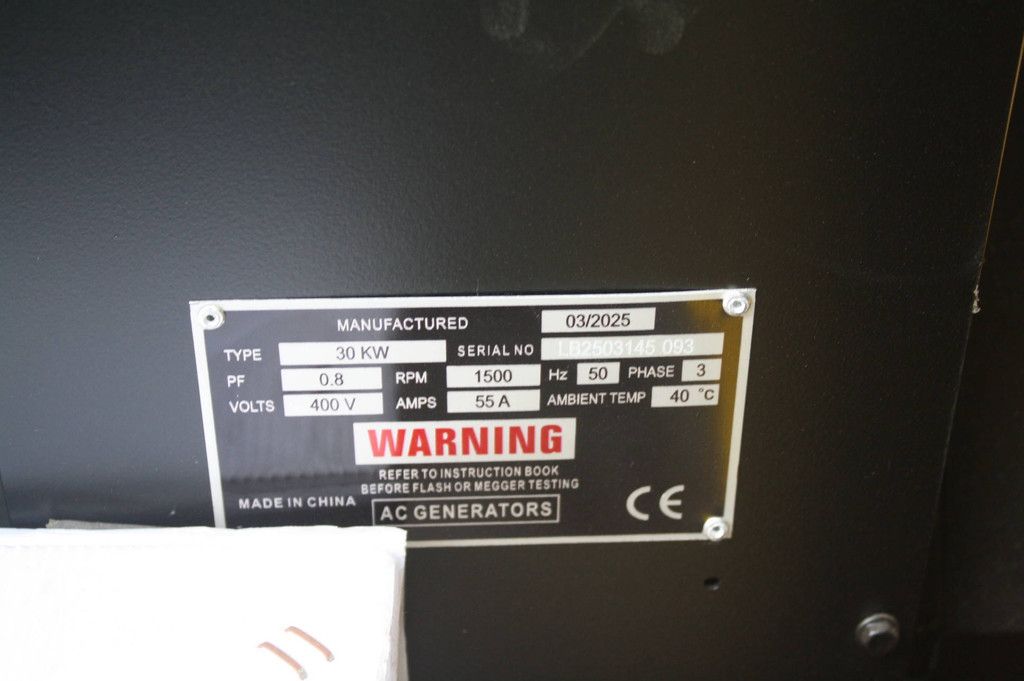 MANUFACTURED 03/2025
TYPE 30 KW SERIAL NO LB2503145 093
PF 0.8 RPM 1500 Hz 50 PHASE 3
VOLTS 400 V AMPS 55 A AMBIENT TEMP 40 °C
WARNING
REFER TO INSTRUCTION BOOK
BEFORE FLASH OR MEGGER TESTING
MADE IN CHINA AC GENERATORS CE